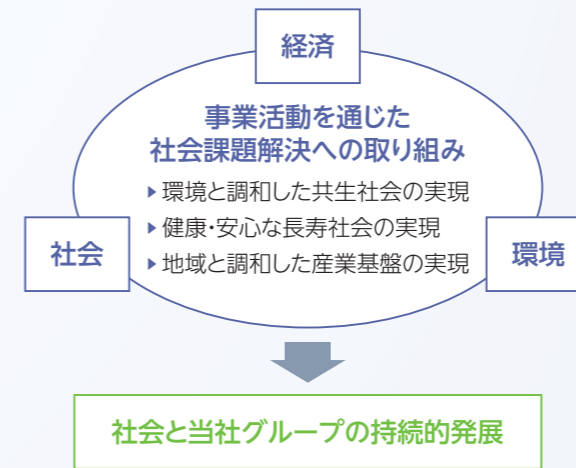 経済
事業活動を通じた
社会課題解決への取り組み
▶環境と調和した共生社会の実現
▶健康・安心な長寿社会の実現
▶地域と調和した産業基盤の実現
社会
環境
社会と当社グループの持続的発展